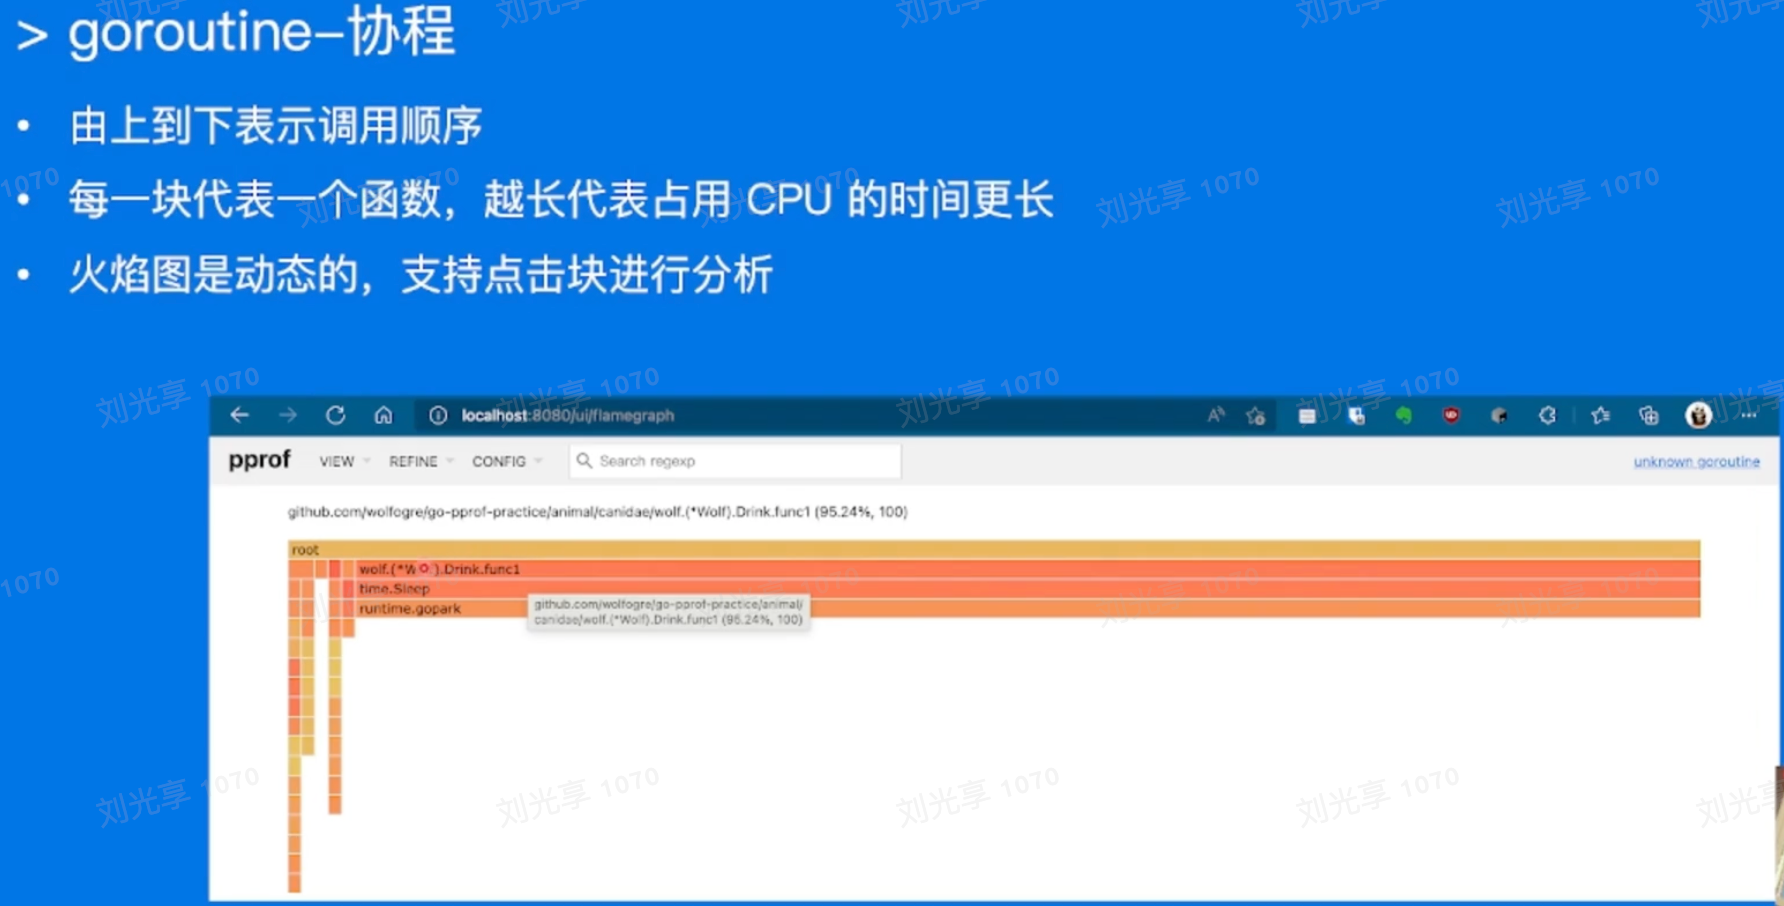 > goroutine-协程
• 由上到下表示调用顺序
• 每一块代表一个函数，越长代表占用 CPU 的时间更长
• 火焰图是动态的，支持点击块进行分析
localhost:8080/ui/flamegraph
pprof VIEW REFINE CONFIG Search regexp unknown goroutine
github.com/wolfogre/go-pprof-practice/animal/canidae/wolf.(*Wolf).Drink.func1 (95.24%, 100)
root
wolf.(*W ).Drink.func1
time.Sleep
runtime.gopark
github.com/wolfogre/go-pprof-practice/animal/
canidae/wolf.(*Wolf).Drink.func1 (95.24%, 100)
刘光享 1070